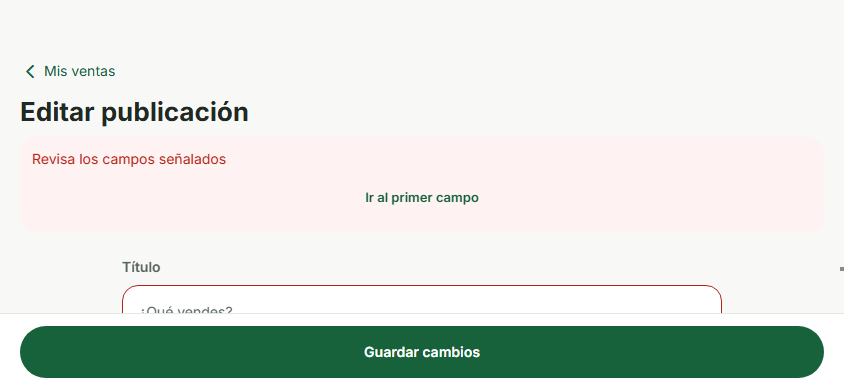 Mis ventas
Editar publicación
Revisa los campos señalados
Ir al primer campo
Título
¿Qué vendes?
Guardar cambios